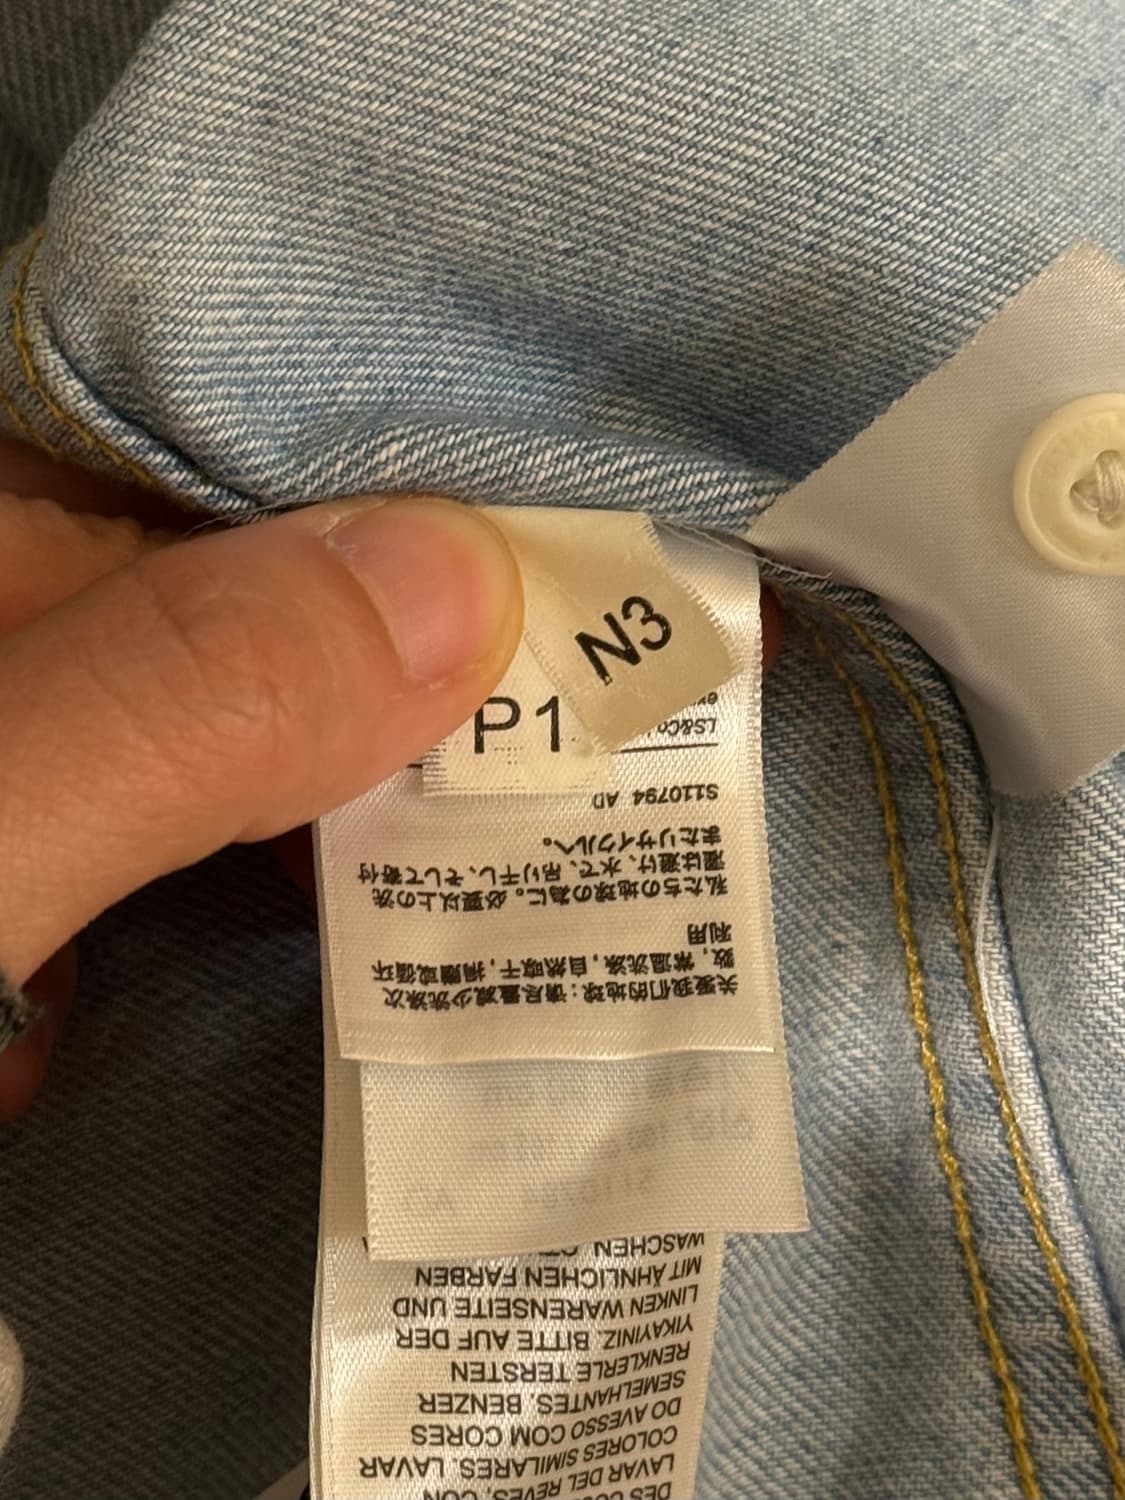 N3
P1
关爱我们的地球：请尽量减少洗涤次
数，常温洗涤，自然晾干，捐赠或循环
利用
私たちの地球の為に。必要以上の洗
濯は避け、水で、吊り干し、そして寄付
またリサイクルへ。
S110794 AD
LS&Co.
DES
LAVAR DEL REVÉS, CON
COLORES SIMILARES. LAVAR
DO AVESSO COM CORES
SEMELHANTES. BENZER
RENKLERLE TERSTEN
YIKAYINIZ. BITTE AUF DER
LINKEN WARENSEITE UND
MIT ÄHNLICHEN FARBEN
WASCHEN.